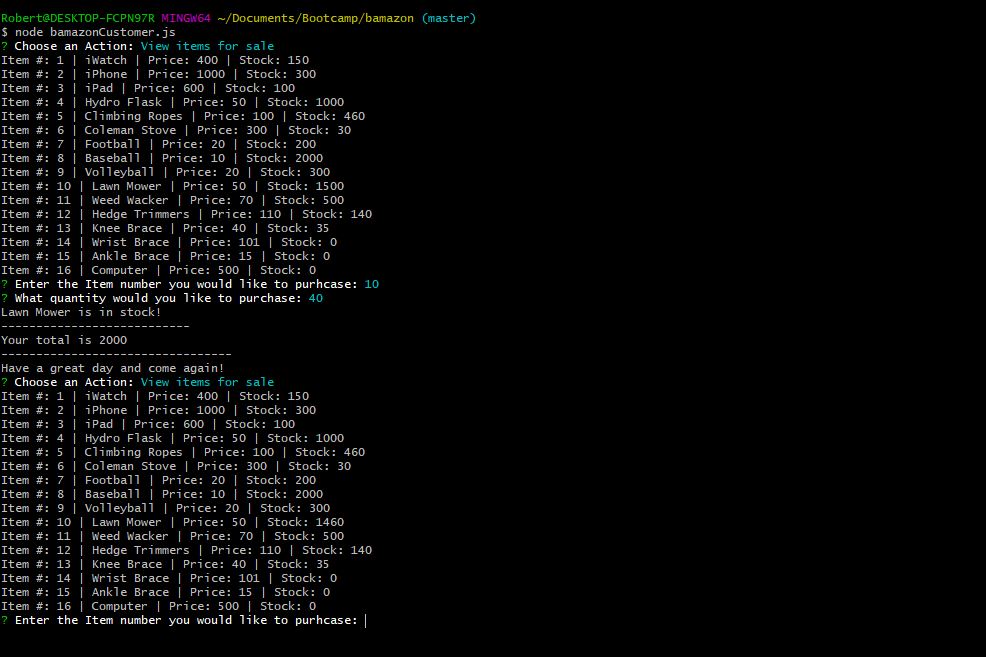 Robert@DESKTOP-FCPN97R MINGW64 ~/Documents/Bootcamp/bamazon (master)
$ node bamazonCustomer.js
? Choose an Action: View items for sale
Item #: 1 | iWatch | Price: 400 | Stock: 150
Item #: 2 | iPhone | Price: 1000 | Stock: 300
Item #: 3 | iPad | Price: 600 | Stock: 100
Item #: 4 | Hydro Flask | Price: 50 | Stock: 1000
Item #: 5 | Climbing Ropes | Price: 100 | Stock: 460
Item #: 6 | Coleman Stove | Price: 300 | Stock: 30
Item #: 7 | Football | Price: 20 | Stock: 200
Item #: 8 | Baseball | Price: 10 | Stock: 2000
Item #: 9 | Volleyball | Price: 20 | Stock: 300
Item #: 10 | Lawn Mower | Price: 50 | Stock: 1500
Item #: 11 | Weed Wacker | Price: 70 | Stock: 500
Item #: 12 | Hedge Trimmers | Price: 110 | Stock: 140
Item #: 13 | Knee Brace | Price: 40 | Stock: 35
Item #: 14 | Wrist Brace | Price: 101 | Stock: 0
Item #: 15 | Ankle Brace | Price: 15 | Stock: 0
Item #: 16 | Computer | Price: 500 | Stock: 0
? Enter the Item number you would like to purhcase: 10
? What quantity would you like to purchase: 40
Lawn Mower is in stock!
---------------------------
Your total is 2000
---------------------------------
Have a great day and come again!
? Choose an Action: View items for sale
Item #: 1 | iWatch | Price: 400 | Stock: 150
Item #: 2 | iPhone | Price: 1000 | Stock: 300
Item #: 3 | iPad | Price: 600 | Stock: 100
Item #: 4 | Hydro Flask | Price: 50 | Stock: 1000
Item #: 5 | Climbing Ropes | Price: 100 | Stock: 460
Item #: 6 | Coleman Stove | Price: 300 | Stock: 30
Item #: 7 | Football | Price: 20 | Stock: 200
Item #: 8 | Baseball | Price: 10 | Stock: 2000
Item #: 9 | Volleyball | Price: 20 | Stock: 300
Item #: 10 | Lawn Mower | Price: 50 | Stock: 1460
Item #: 11 | Weed Wacker | Price: 70 | Stock: 500
Item #: 12 | Hedge Trimmers | Price: 110 | Stock: 140
Item #: 13 | Knee Brace | Price: 40 | Stock: 35
Item #: 14 | Wrist Brace | Price: 101 | Stock: 0
Item #: 15 | Ankle Brace | Price: 15 | Stock: 0
Item #: 16 | Computer | Price: 500 | Stock: 0
? Enter the Item number you would like to purhcase: